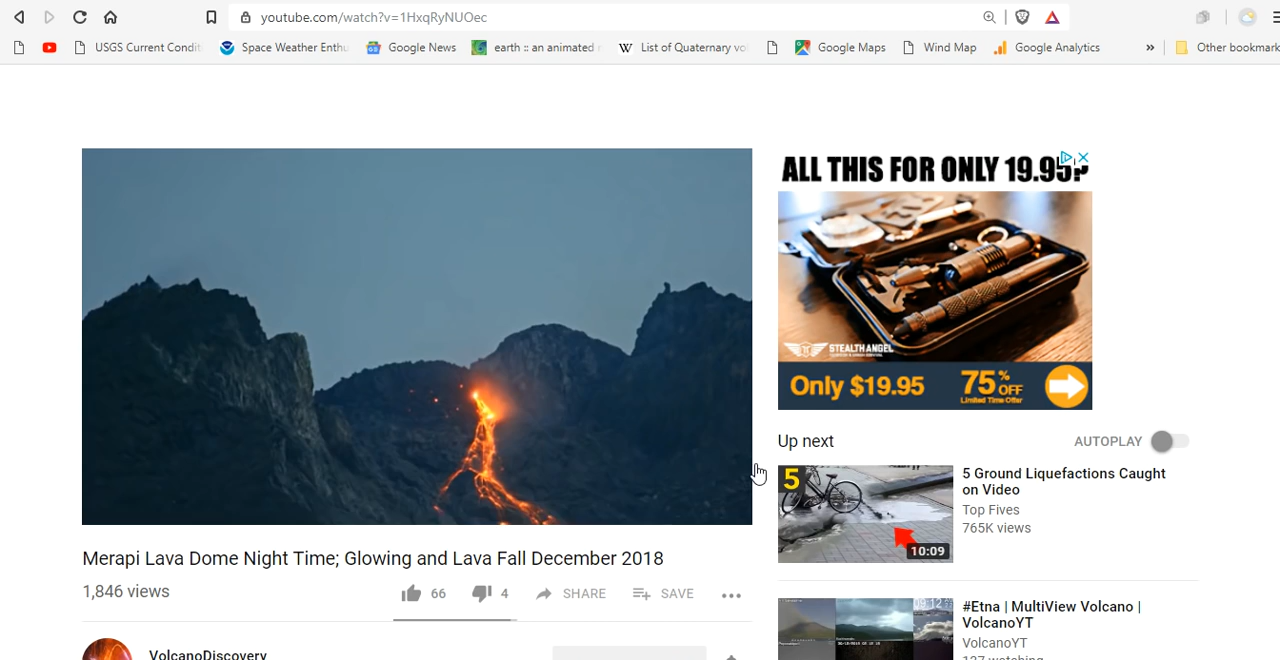 youtube.com/watch?v=1HxqRyNUOec
USGS Current Condit
Space Weather Enthu
Google News
earth :: an animated
W List of Quaternary vo
Google Maps
Wind Map
Google Analytics
»
Other bookmark
ALL THIS FOR ONLY 19.95?
STEALTH ANGEL
Only $19.95
75% OFF
Limited Time Offer
Up next
AUTOPLAY
5
10:09
5 Ground Liquefactions Caught
on Video
Top Fives
765K views
Merapi Lava Dome Night Time; Glowing and Lava Fall December 2018
1,846 views
66
4
SHARE
SAVE
#Etna | MultiView Volcano |
VolcanoYT
VolcanoYT
137 watching
VolcanoDiscovery